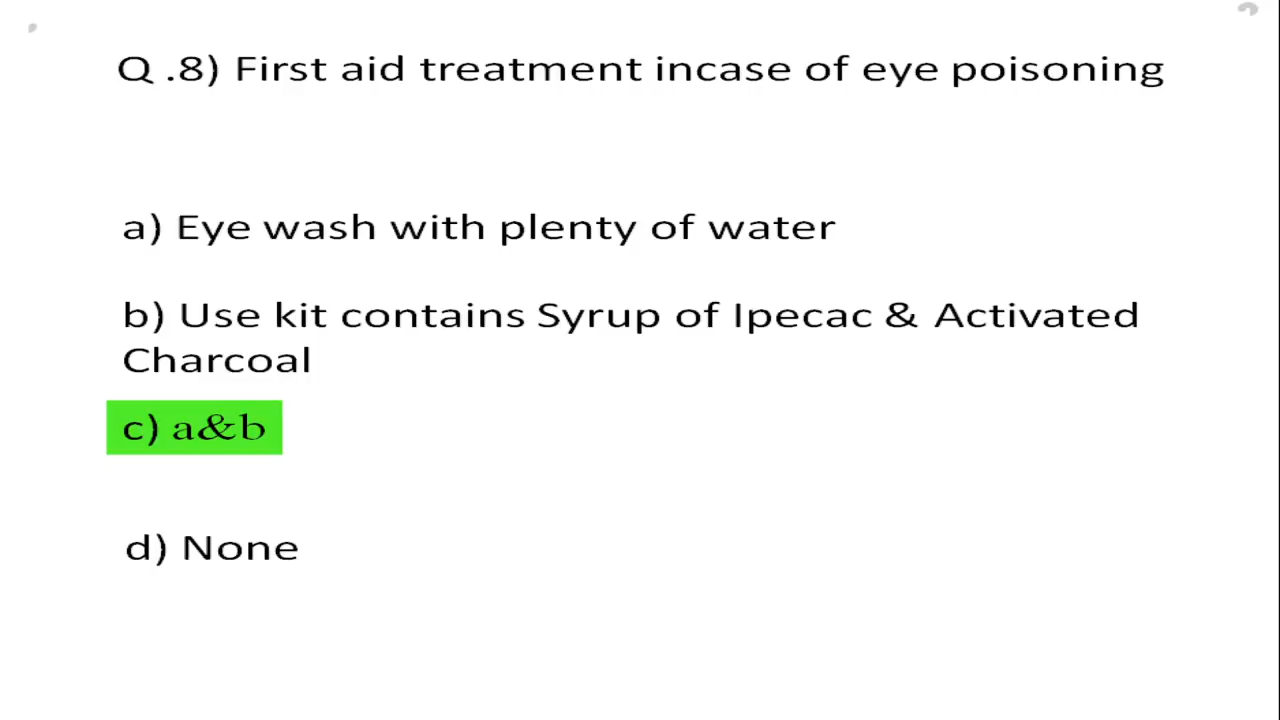 Q .8) First aid treatment incase of eye poisoning
a) Eye wash with plenty of water
b) Use kit contains Syrup of Ipecac & Activated
Charcoal
c) a&b
d) None